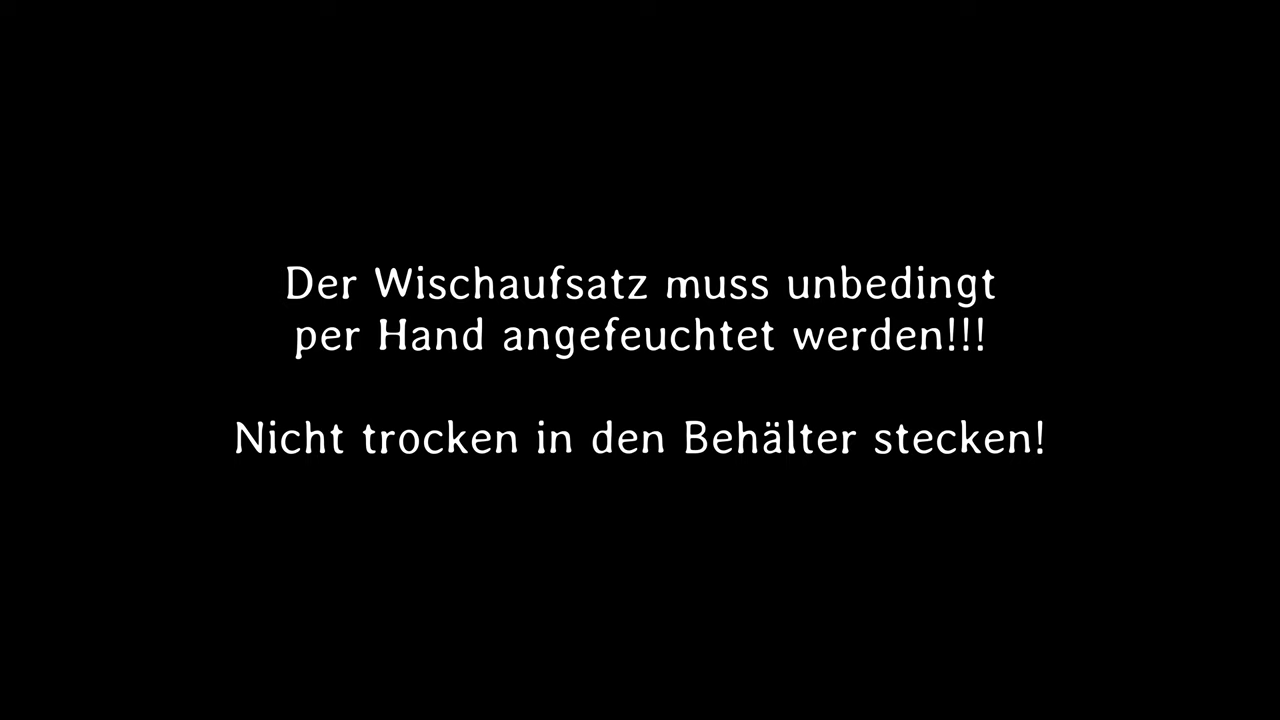 Der Wischaufsatz muss unbedingt
per Hand angefeuchtet werden!!!
Nicht trocken in den Behälter stecken!